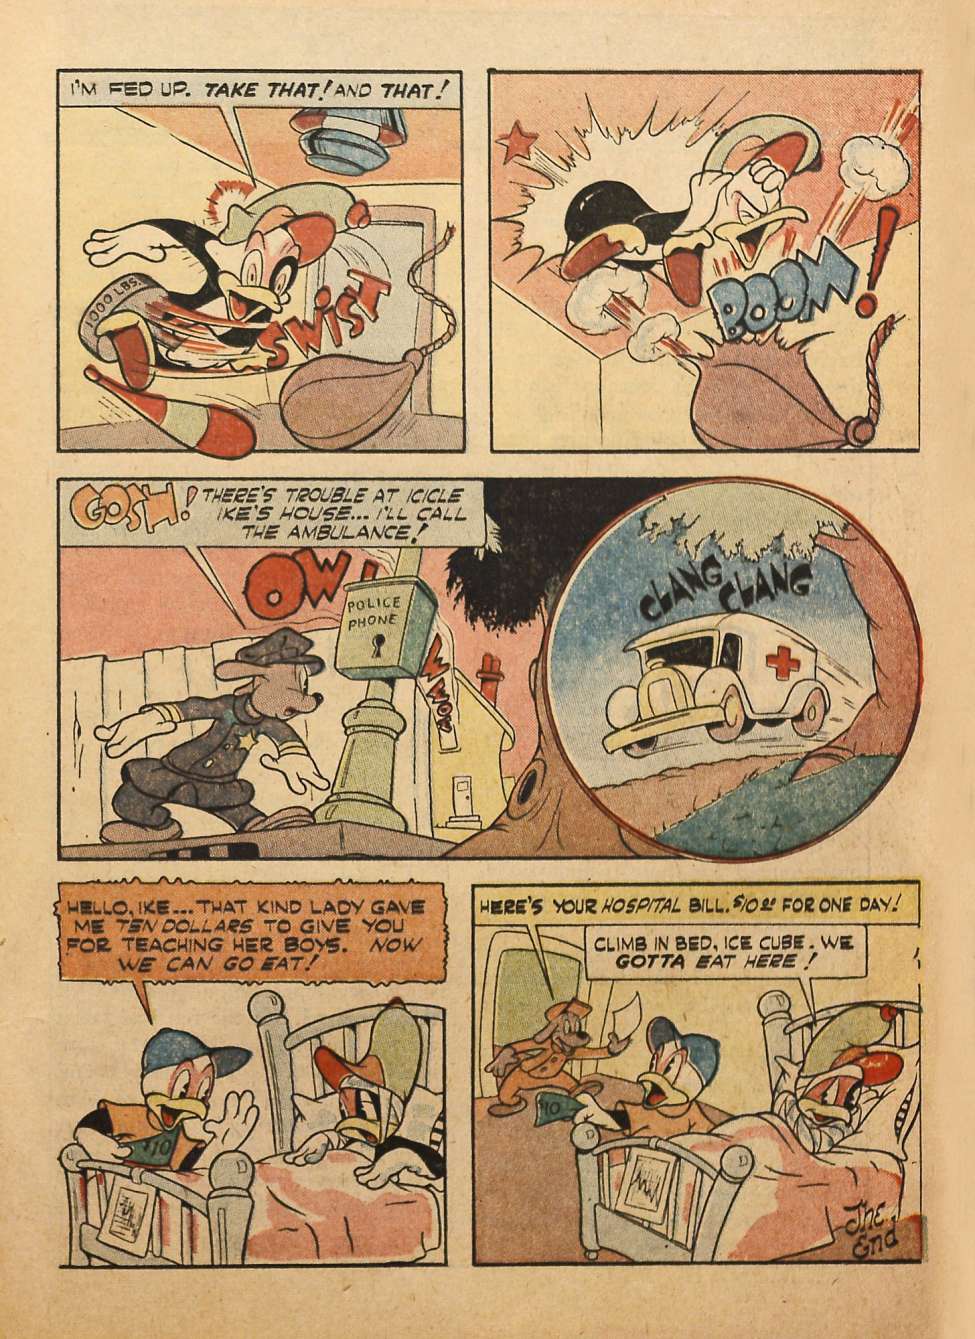 I'M FED UP. TAKE THAT! AND THAT!
1000 LBS.
SWISH
BOOM!
GOSH! THERE'S TROUBLE AT ICICLE
IKE'S HOUSE... I'LL CALL
THE AMBULANCE!
OW!
POLICE
PHONE
WOW
CLANG
CLANG
HELLO, IKE... THAT KIND LADY GAVE
ME TEN DOLLARS TO GIVE YOU
FOR TEACHING HER BOYS. NOW
WE CAN GO EAT!
$10
HERE'S YOUR HOSPITAL BILL. $10.00 FOR ONE DAY!
CLIMB IN BED, ICE CUBE. WE
GOTTA EAT HERE!
$10
The
End